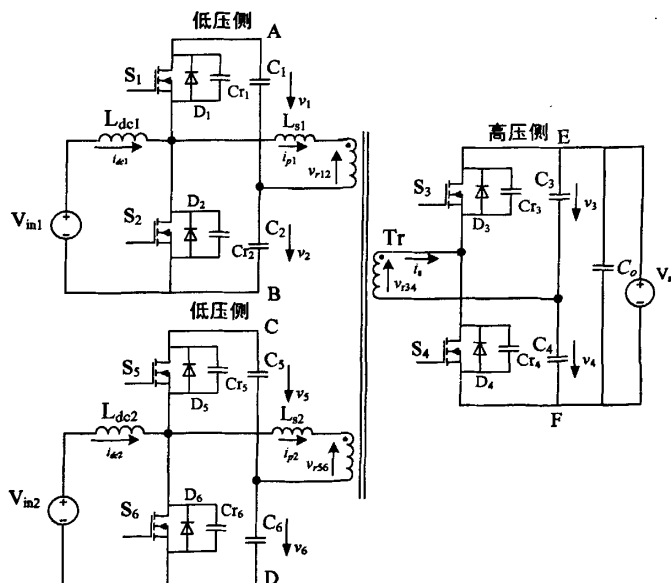 低压侧
A
S1
D1
Cr1
C1
v1
Ldc1
idc1
Ls1
ip1
vr12
Vin1
S2
D2
Cr2
C2
v2
B
高压侧
E
S3
D3
Cr3
C3
v3
Tr
is
vr34
Co
S4
D4
Cr4
C4
v4
F
低压侧
C
S5
D5
Cr5
C5
v5
Ldc2
idc2
Ls2
ip2
vr56
Vin2
S6
D6
Cr6
C6
v6
D